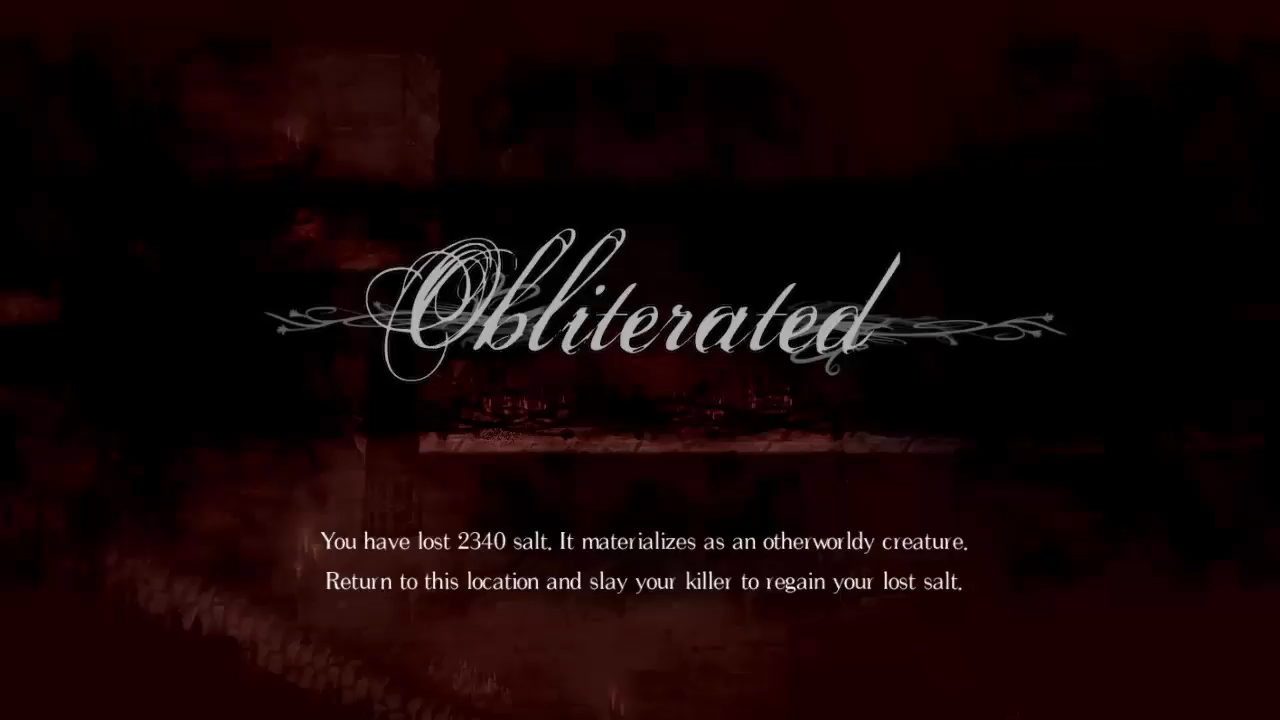 Obliterated
You have lost 2340 salt. It materializes as an otherworldly creature.
Return to this location and slay your killer to regain your lost salt.